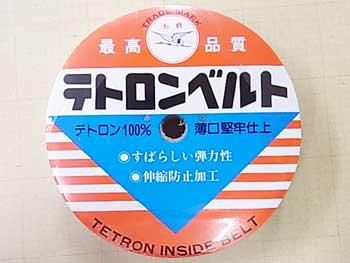 TRADE MARK
最高 品質
テトロンベルト
テトロン100% 薄口堅牢仕上
●すばらしい弾力性
●伸縮防止加工
TETRON INSIDE BELT